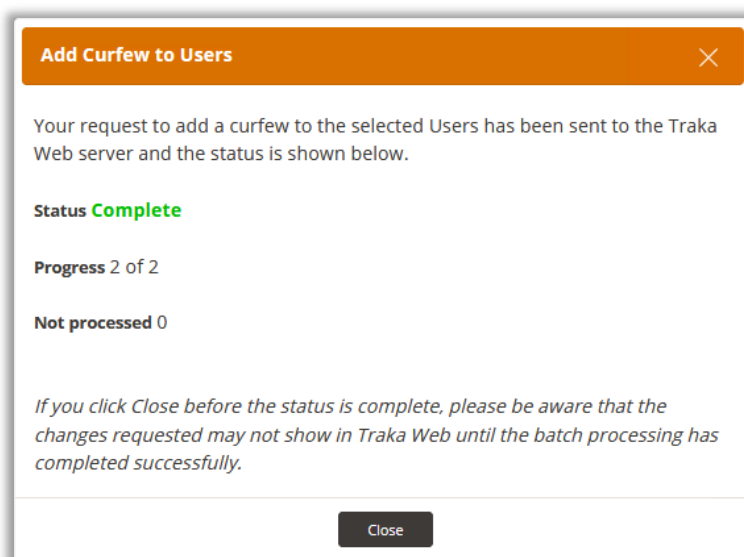 Add Curfew to Users
Your request to add a curfew to the selected Users has been sent to the Traka
Web server and the status is shown below.
Status Complete
Progress 2 of 2
Not processed 0
If you click Close before the status is complete, please be aware that the
changes requested may not show in Traka Web until the batch processing has
completed successfully.
Close